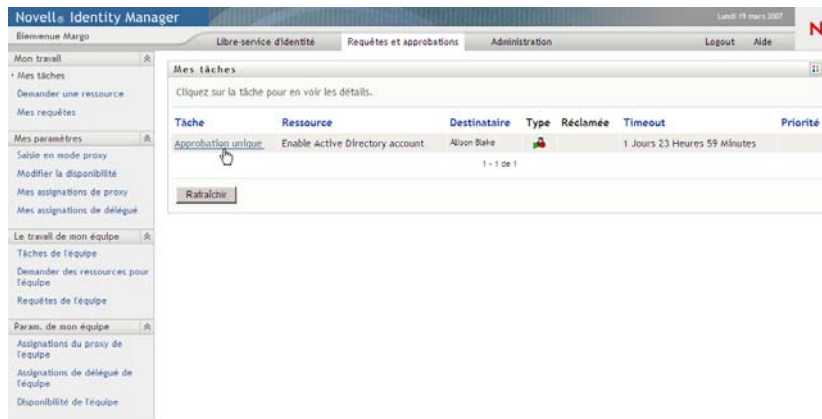 Novell® Identity Manager
Lundi 19 mars 2007
Bienvenue Margo
Libre-service d'identité
Requêtes et approbations
Administration
Logout
Aide
N
Mon travail
Mes tâches
Demander une ressource
Mes requêtes
Mes paramètres
Saisie en mode proxy
Modifier la disponibilité
Mes assignations de proxy
Mes assignations de délégué
Le travail de mon équipe
Tâches de l'équipe
Demander des ressources pour
l'équipe
Requêtes de l'équipe
Param. de mon équipe
Assignations du proxy de
l'équipe
Assignations de délégué de
l'équipe
Disponibilité de l'équipe
Mes tâches
Cliquez sur la tâche pour en voir les détails.
Tâche Ressource Destinataire Type Réclamée Timeout Priorité
Approbation unique Enable Active Directory account Alison Blake 1 Jours 23 Heures 59 Minutes
1 - 1 de 1
Rafraîchir